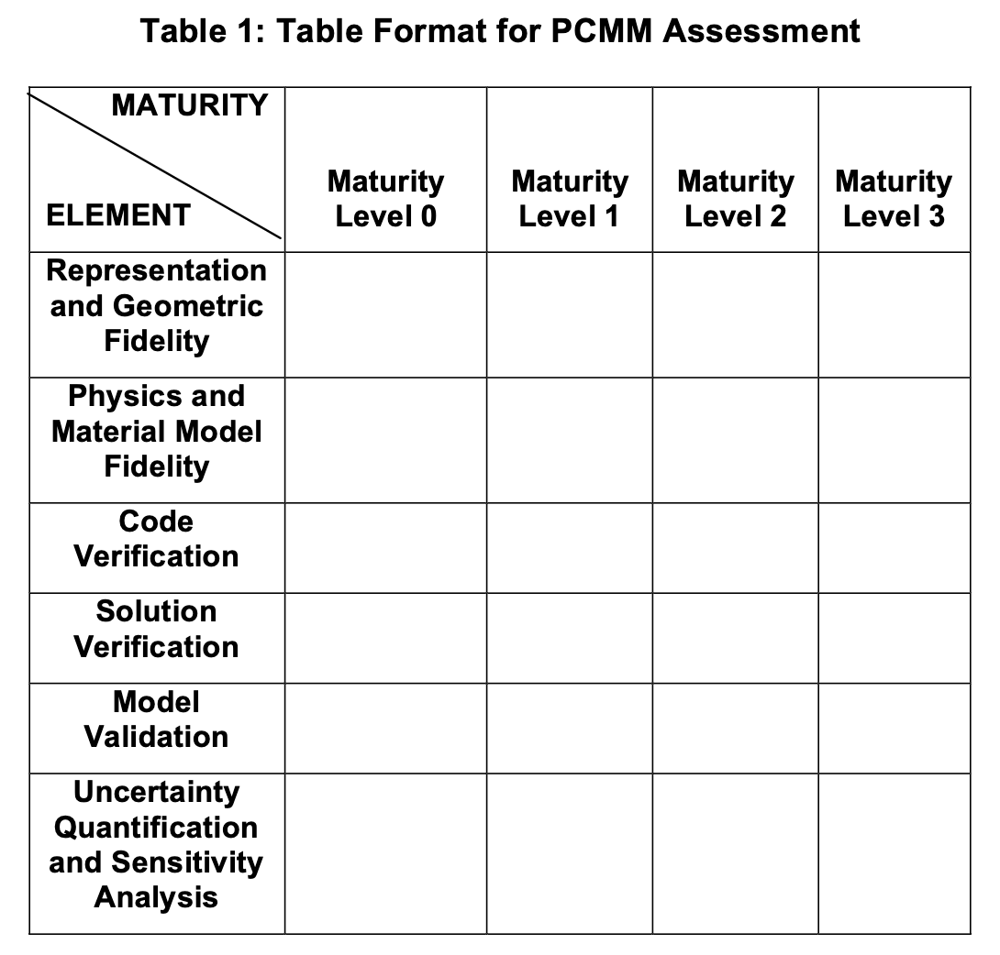 Table 1: Table Format for PCMM Assessment
MATURITY
ELEMENT
Maturity
Level 0
Maturity
Level 1
Maturity
Level 2
Maturity
Level 3
Representation
and Geometric
Fidelity
Physics and
Material Model
Fidelity
Code
Verification
Solution
Verification
Model
Validation
Uncertainty
Quantification
and Sensitivity
Analysis